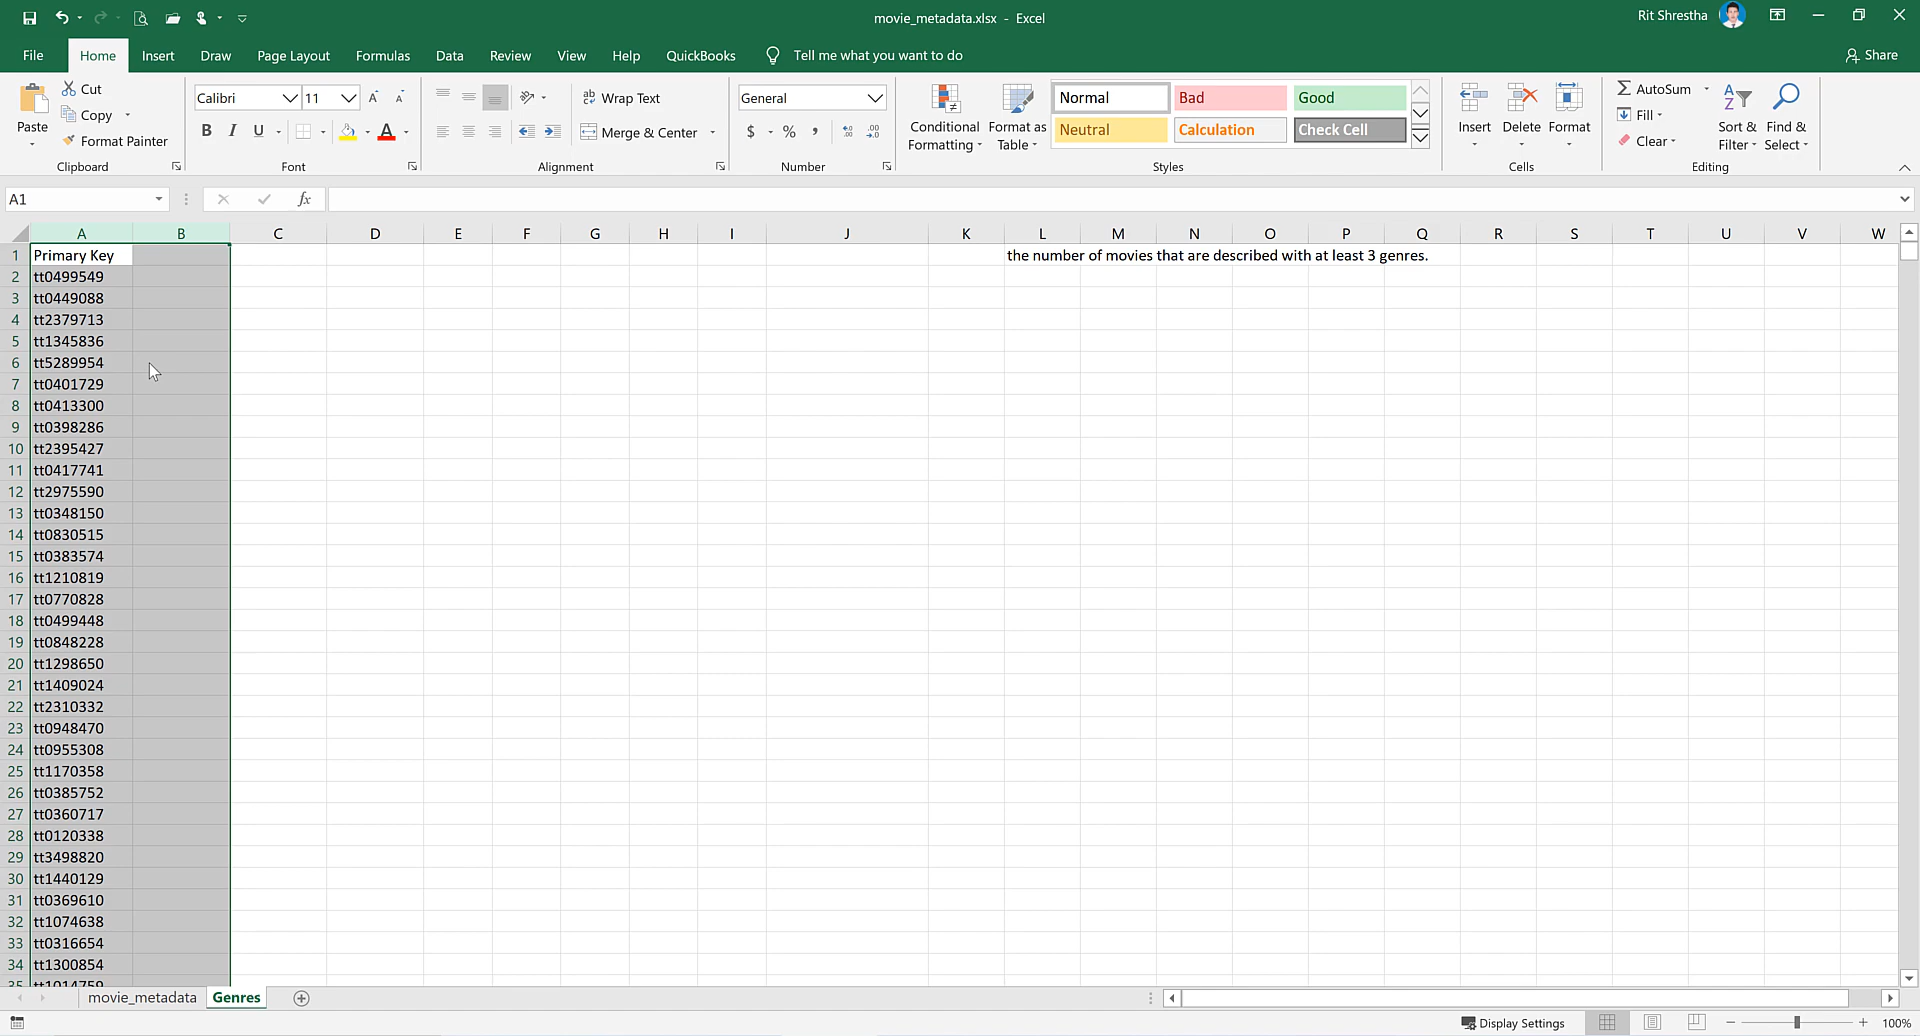 movie_metadata.xlsx - Excel
Rit Shrestha
File Home Insert Draw Page Layout Formulas Data Review View Help QuickBooks Tell me what you want to do Share
Paste
Cut
Copy
Format Painter
Clipboard
Calibri 11
B I U A
Font
Wrap Text
Merge & Center
Alignment
General
$ % ,
Number
Conditional Formatting
Format as Table
Normal Bad Good
Neutral Calculation Check Cell
Styles
Insert Delete Format
Cells
AutoSum
Fill
Clear
Sort & Filter
Find & Select
Editing
A1 fx
A B C D E F G H I J K L M N O P Q R S T U V W
1 Primary Key the number of movies that are described with at least 3 genres.
2 tt0499549
3 tt0449088
4 tt2379713
5 tt1345836
6 tt5289954
7 tt0401729
8 tt0413300
9 tt0398286
10 tt2395427
11 tt0417741
12 tt2975590
13 tt0348150
14 tt0830515
15 tt0383574
16 tt1210819
17 tt0770828
18 tt0499448
19 tt0848228
20 tt1298650
21 tt1409024
22 tt2310332
23 tt0948470
24 tt0955308
25 tt1170358
26 tt0385752
27 tt0360717
28 tt0120338
29 tt3498820
30 tt1440129
31 tt0369610
32 tt1074638
33 tt0316654
34 tt1300854
35 tt1014759
movie_metadata Genres
Display Settings 100%